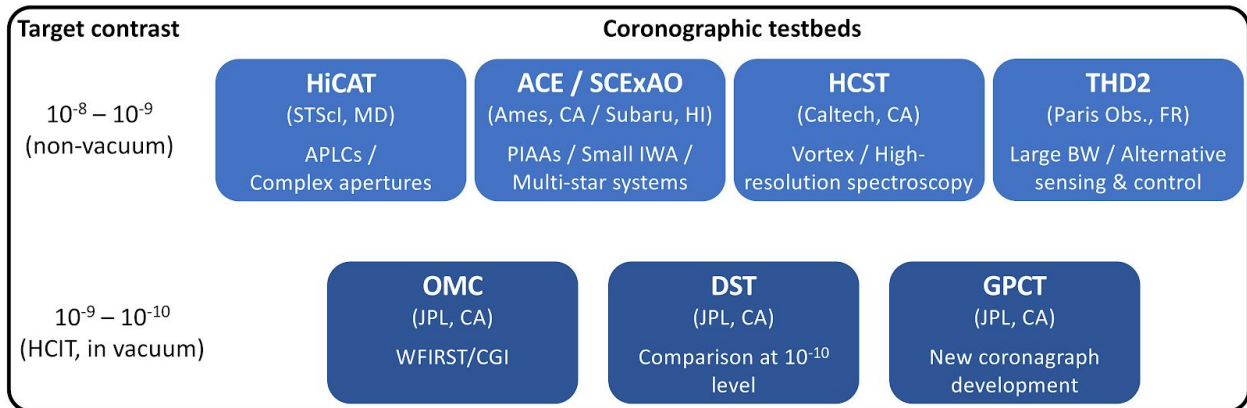 Target contrast
Coronographic testbeds
10⁻⁸ – 10⁻⁹
(non-vacuum)
HiCAT
(STScI, MD)
APLCs /
Complex apertures
ACE / SCExAO
(Ames, CA / Subaru, HI)
PIAAs / Small IWA /
Multi-star systems
HCST
(Caltech, CA)
Vortex / High-
resolution spectroscopy
THD2
(Paris Obs., FR)
Large BW / Alternative
sensing & control
10⁻⁹ – 10⁻¹⁰
(HCIT, in vacuum)
OMC
(JPL, CA)
WFIRST/CGI
DST
(JPL, CA)
Comparison at 10⁻¹⁰
level
GPCT
(JPL, CA)
New coronagraph
development